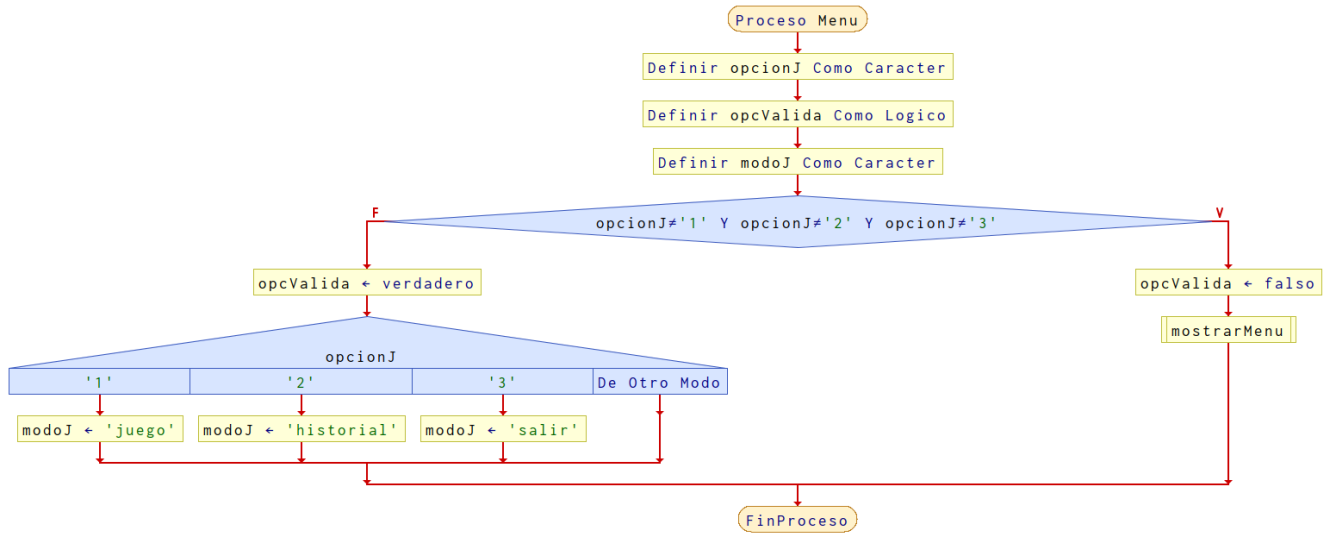 Proceso Menu
Definir opcionJ Como Caracter
Definir opcValida Como Logico
Definir modoJ Como Caracter
F
V
opcionJ≠'1' Y opcionJ≠'2' Y opcionJ≠'3'
opcValida ← verdadero
opcValida ← falso
mostrarMenu
opcionJ
'1'
'2'
'3'
De Otro Modo
modoJ ← 'juego'
modoJ ← 'historial'
modoJ ← 'salir'
FinProceso